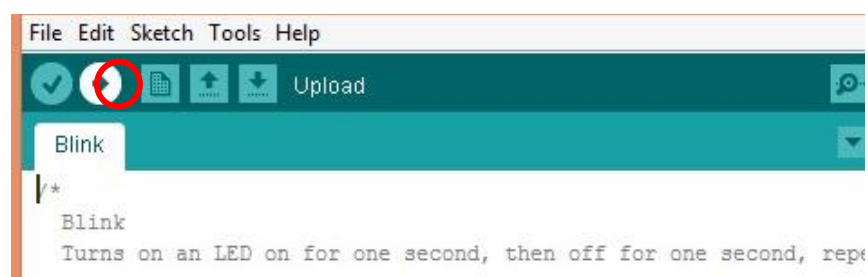 File Edit Sketch Tools Help
Upload
Blink
/*
Blink
Turns on an LED on for one second, then off for one second,